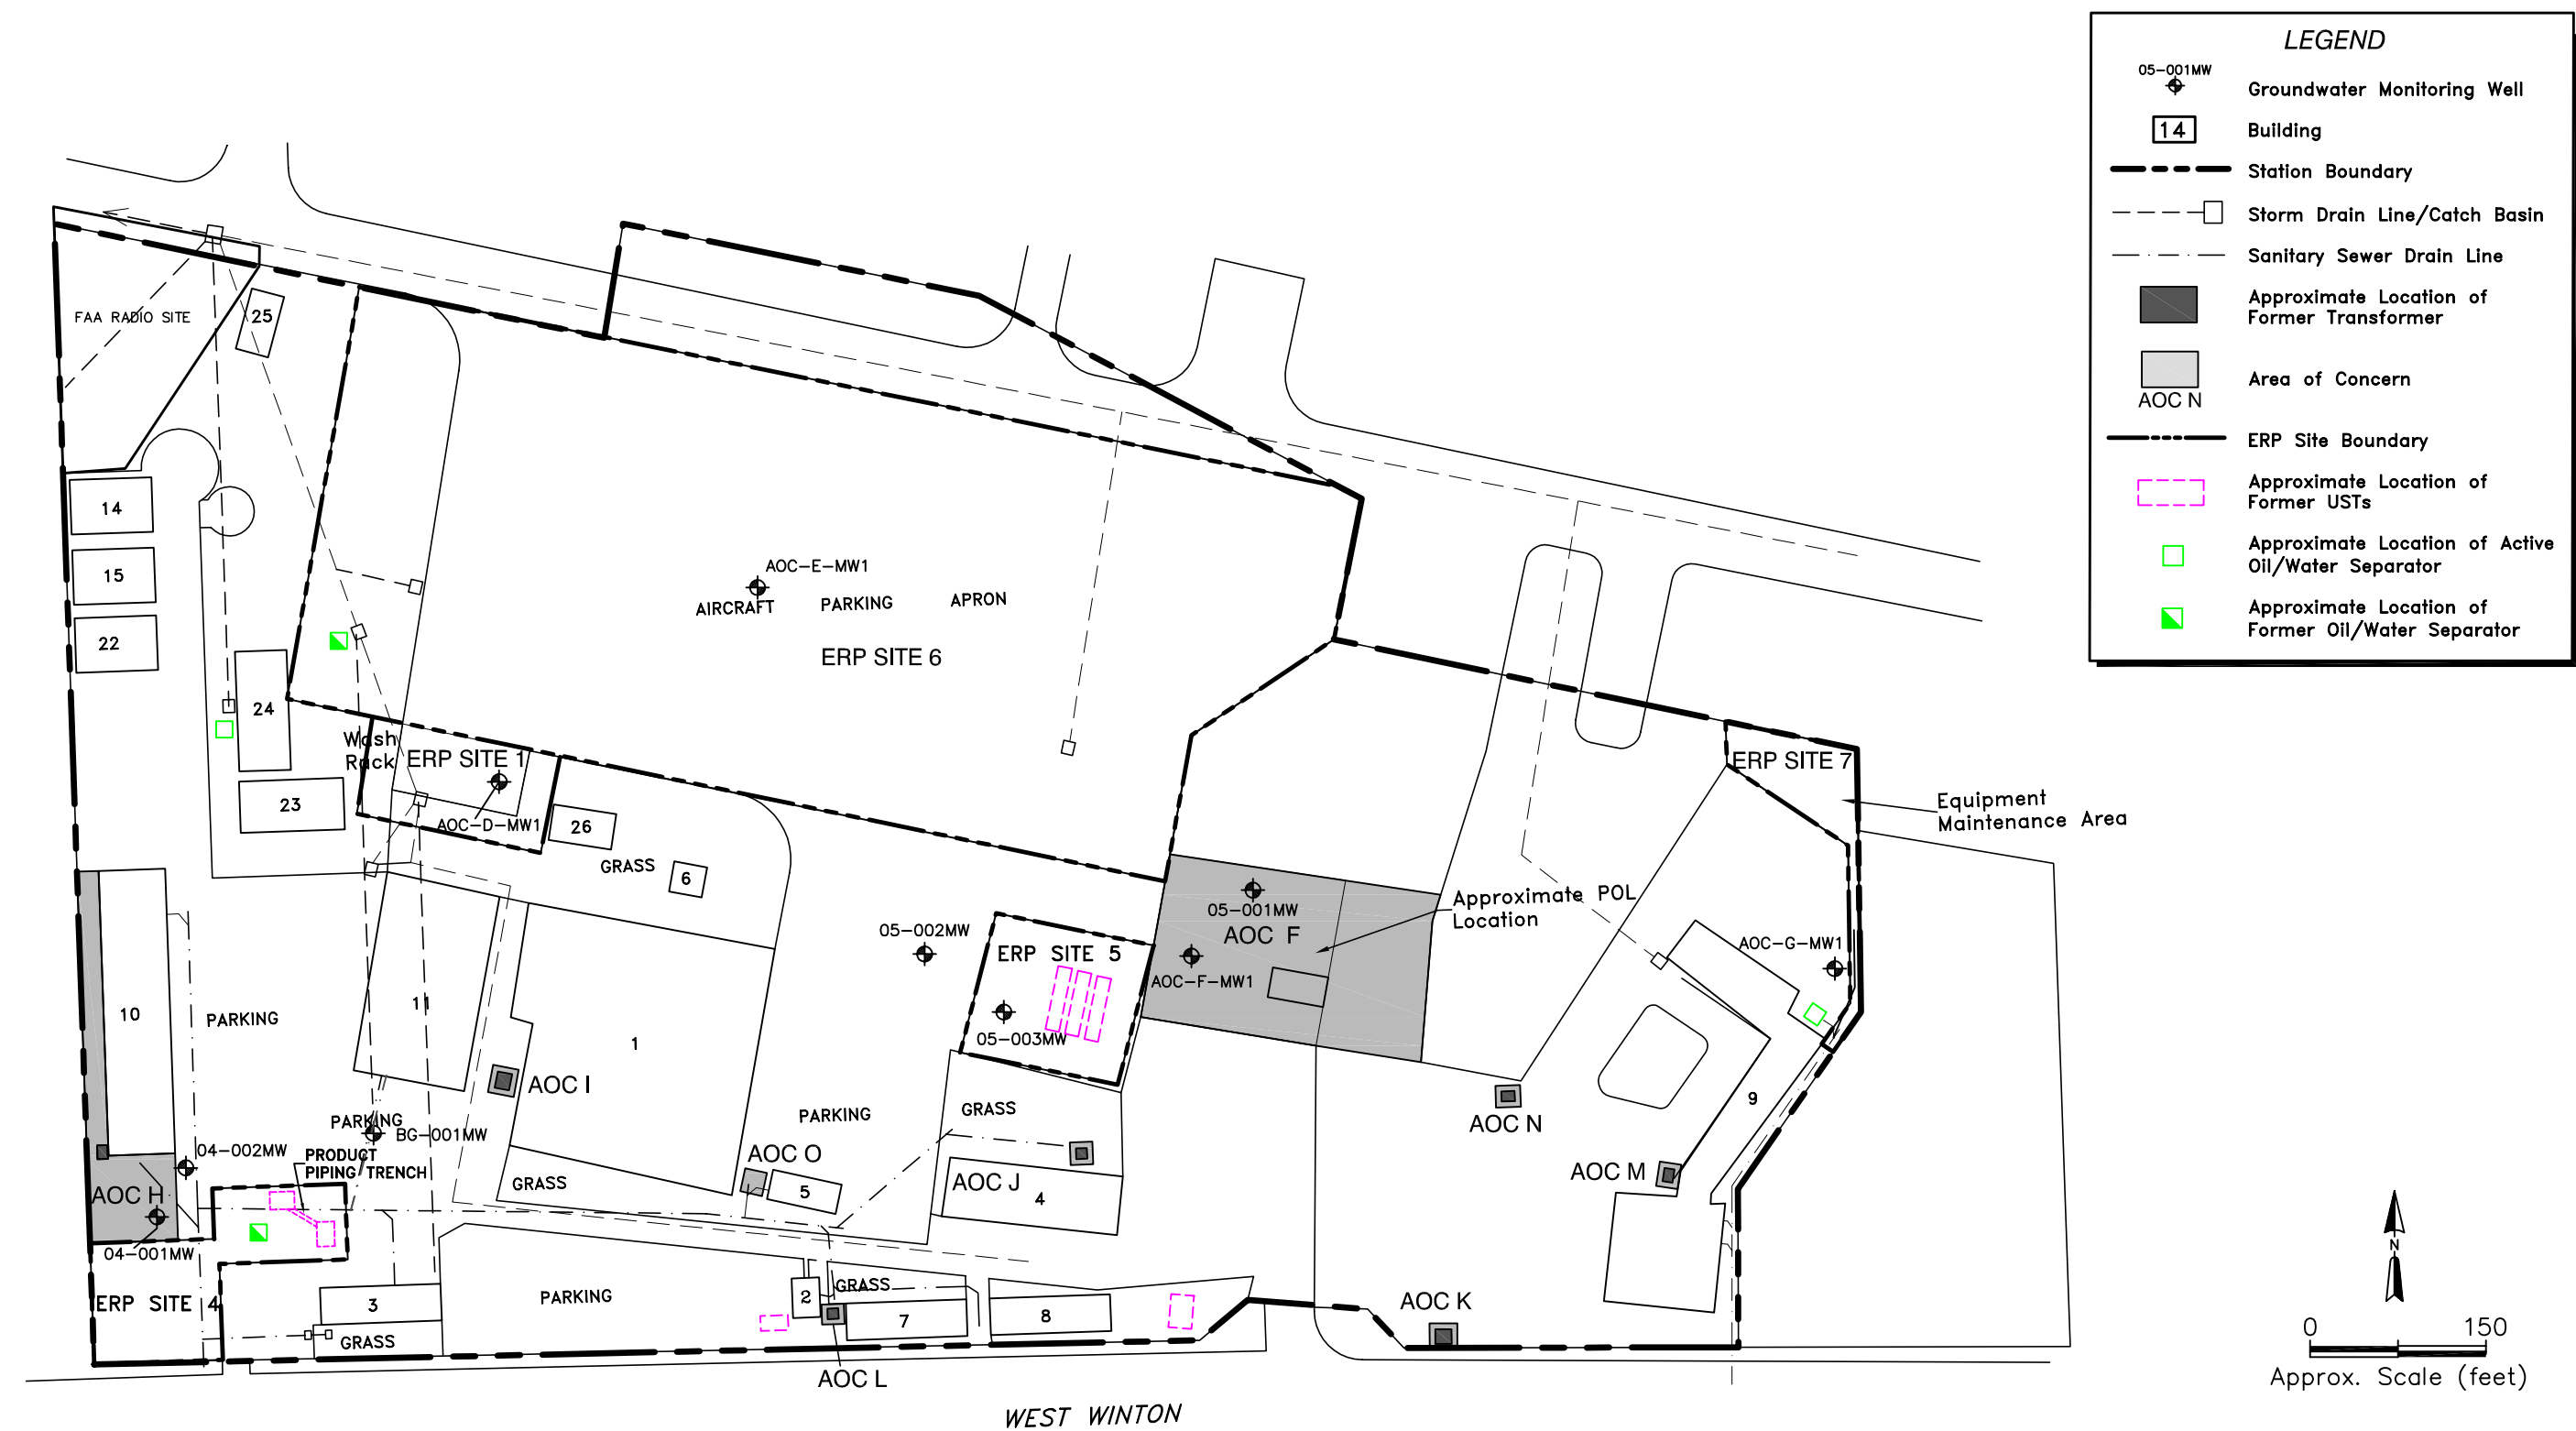 LEGEND
05-001MW
Groundwater Monitoring Well
14
Building
Station Boundary
Storm Drain Line/Catch Basin
Sanitary Sewer Drain Line
Approximate Location of
Former Transformer
Area of Concern
AOC N
ERP Site Boundary
Approximate Location of
Former USTs
Approximate Location of Active
Oil/Water Separator
Approximate Location of
Former Oil/Water Separator
FAA RADIO SITE
25
14
15
22
24
23
AOC-E-MW1
AIRCRAFT PARKING APRON
ERP SITE 6
Wash
Rack
ERP SITE 1
AOC-D-MW1
26
GRASS
6
ERP SITE 7
Equipment
Maintenance Area
05-001MW
AOC F
AOC-F-MW1
Approximate POL
Location
05-002MW
ERP SITE 5
05-003MW
AOC-G-MW1
10
PARKING
11
1
AOC I
PARKING
BG-001MW
04-002MW
PRODUCT
PIPING TRENCH
AOC H
04-001MW
GRASS
AOC O
5
PARKING
GRASS
AOC J
4
AOC N
AOC M
9
ERP SITE 4
3
GRASS
PARKING
2
GRASS
7
8
AOC L
AOC K
WEST WINTON
N
0 150
Approx. Scale (feet)